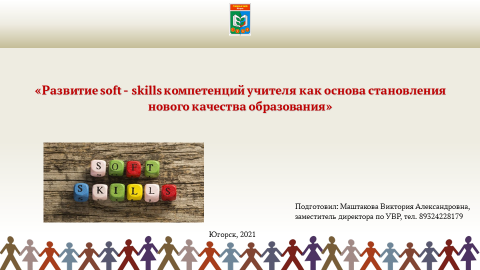 «Развитие soft - skills компетенций учителя как основа становления
нового качества образования»
SOFT
SKILLS
Подготовил: Маштакова Виктория Александровна,
заместитель директора по УВР, тел. 89324228179
Югорск, 2021